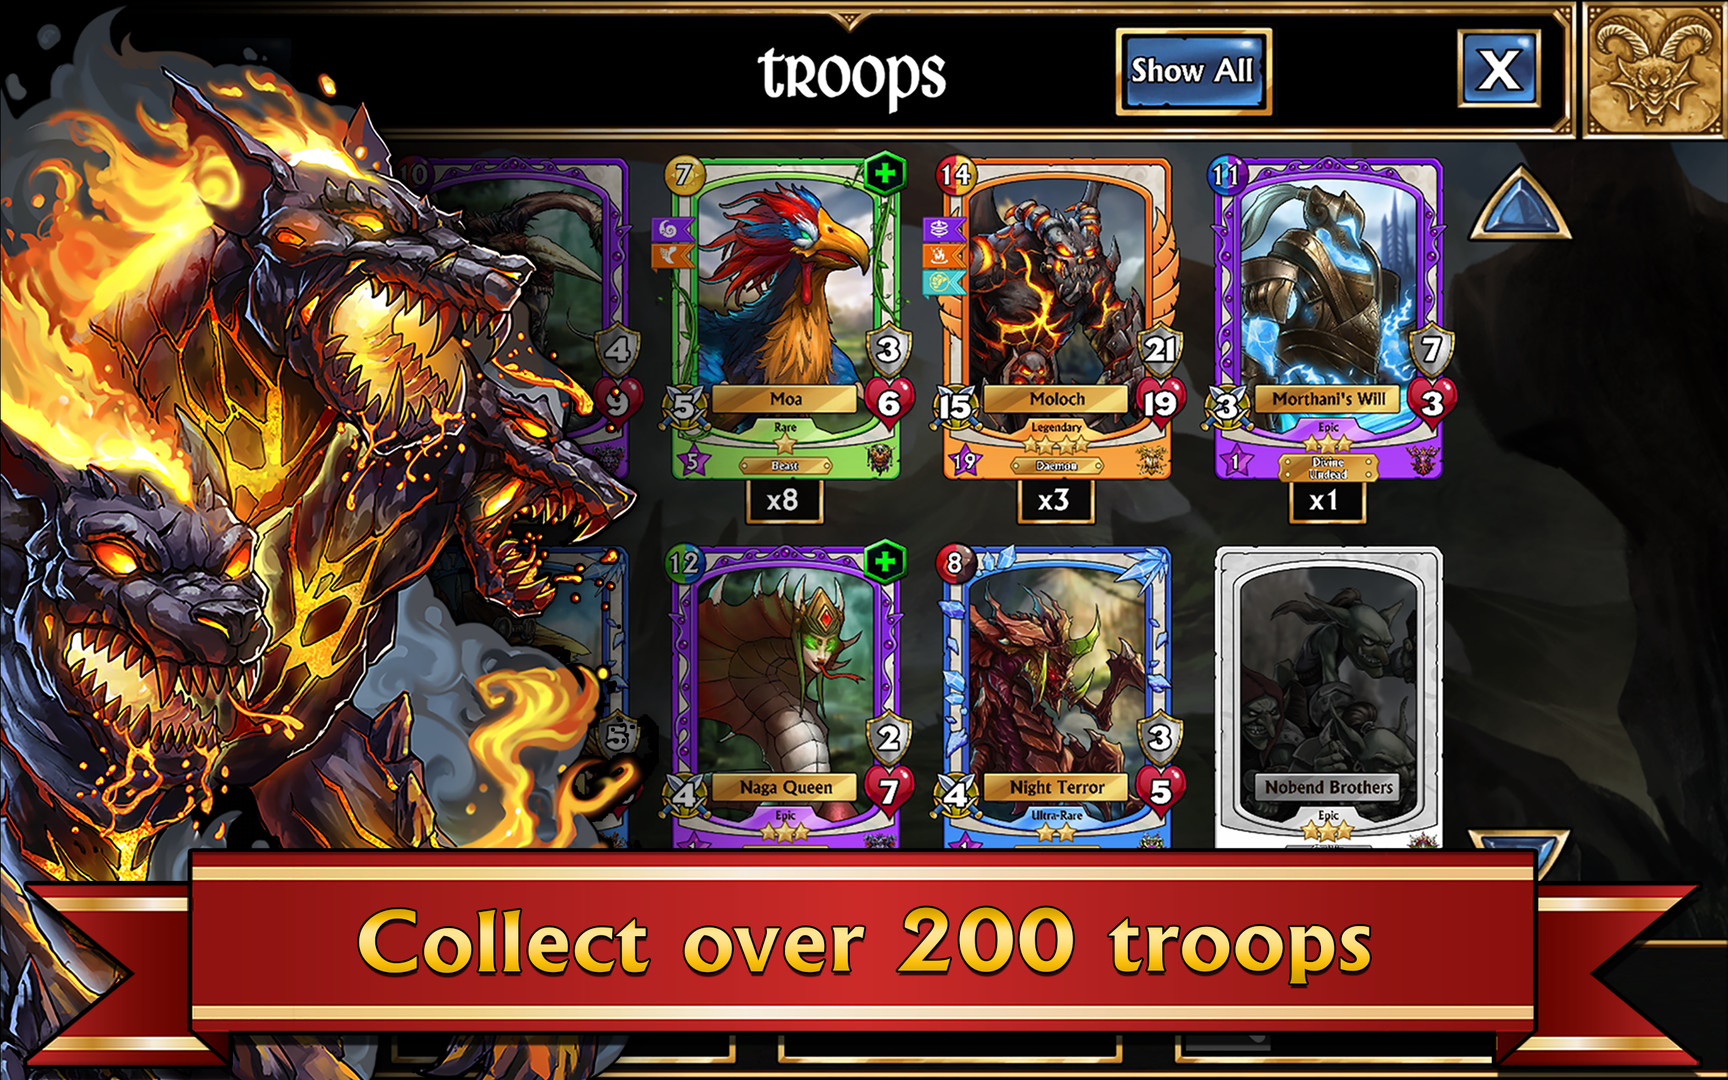 troops
Show All
X
10
4
9
7
3
5
Moa
6
Rare
5
Beast
x8
14
21
15
Moloch
19
Legendary
19
Daemon
x3
11
7
3
Morthani's Will
3
Epic
1
Divine
Undead
x1
5
12
2
4
Naga Queen
7
Epic
1
8
3
4
Night Terror
5
Ultra-Rare
1
Nobend Brothers
Epic
Collect over 200 troops